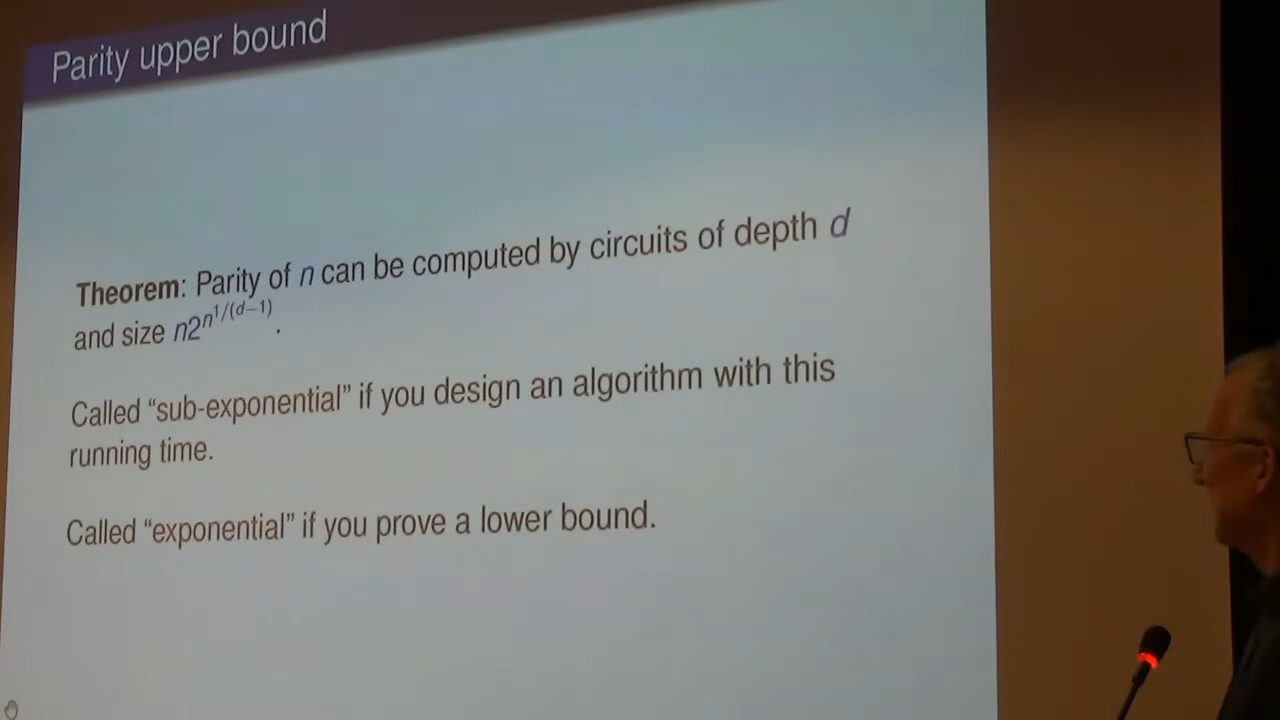 Parity upper bound
Theorem: Parity of n can be computed by circuits of depth d
and size n2^{n^{1/(d−1)}}.
Called “sub-exponential” if you design an algorithm with this
running time.
Called “exponential” if you prove a lower bound.